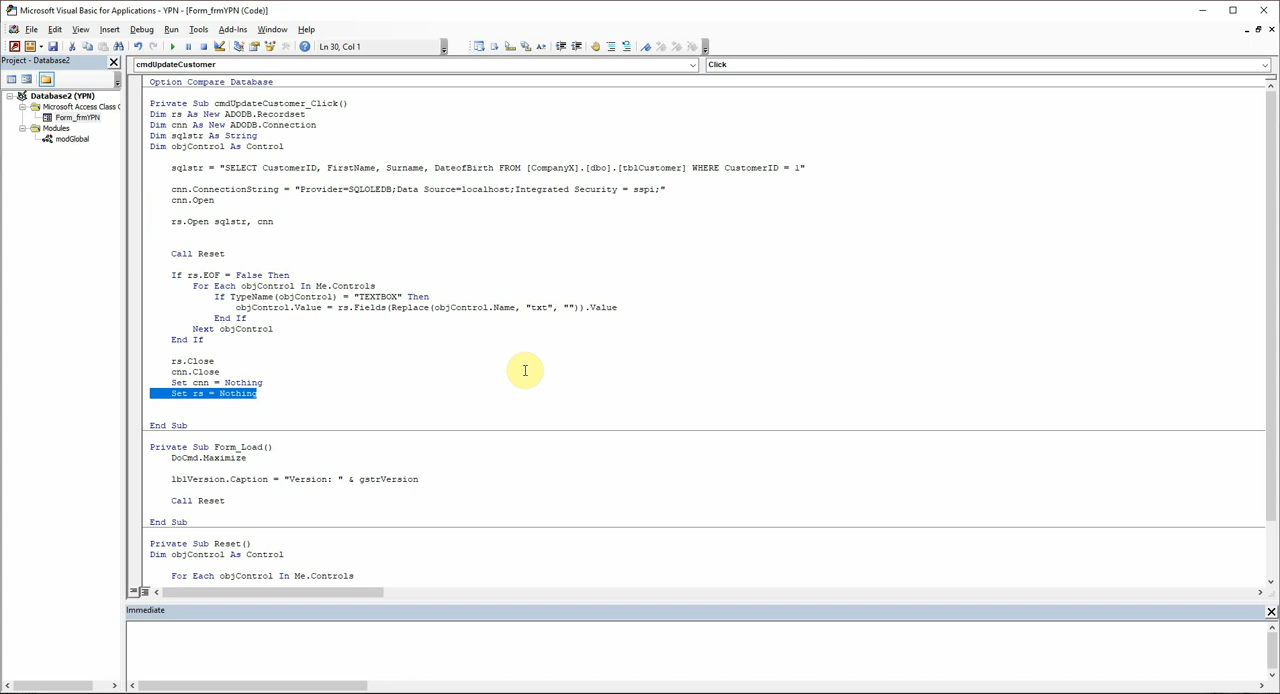 Microsoft Visual Basic for Applications - YPN - [Form_frmYPN (Code)]
File Edit View Insert Debug Run Tools Add-Ins Window Help
Ln 30, Col 1
Project - Database2
cmdUpdateCustomer Click
Database2 (YPN)
Microsoft Access Class O
Form_frmYPN
Modules
modGlobal
Option Compare Database
Private Sub cmdUpdateCustomer_Click()
Dim rs As New ADODB.Recordset
Dim cnn As New ADODB.Connection
Dim sqlstr As String
Dim objControl As Control
sqlstr = "SELECT CustomerID, FirstName, Surname, DateofBirth FROM [CompanyX].[dbo].[tblCustomer] WHERE CustomerID = 1"
cnn.ConnectionString = "Provider=SQLOLEDB;Data Source=localhost;Integrated Security = sspi;"
cnn.Open
rs.Open sqlstr, cnn
Call Reset
If rs.EOF = False Then
For Each objControl In Me.Controls
If TypeName(objControl) = "TEXTBOX" Then
objControl.Value = rs.Fields(Replace(objControl.Name, "txt", "")).Value
End If
Next objControl
End If
rs.Close
cnn.Close
Set cnn = Nothing
Set rs = Nothing
End Sub
Private Sub Form_Load()
DoCmd.Maximize
lblVersion.Caption = "Version: " & gstrVersion
Call Reset
End Sub
Private Sub Reset()
Dim objControl As Control
For Each objControl In Me.Controls
Immediate